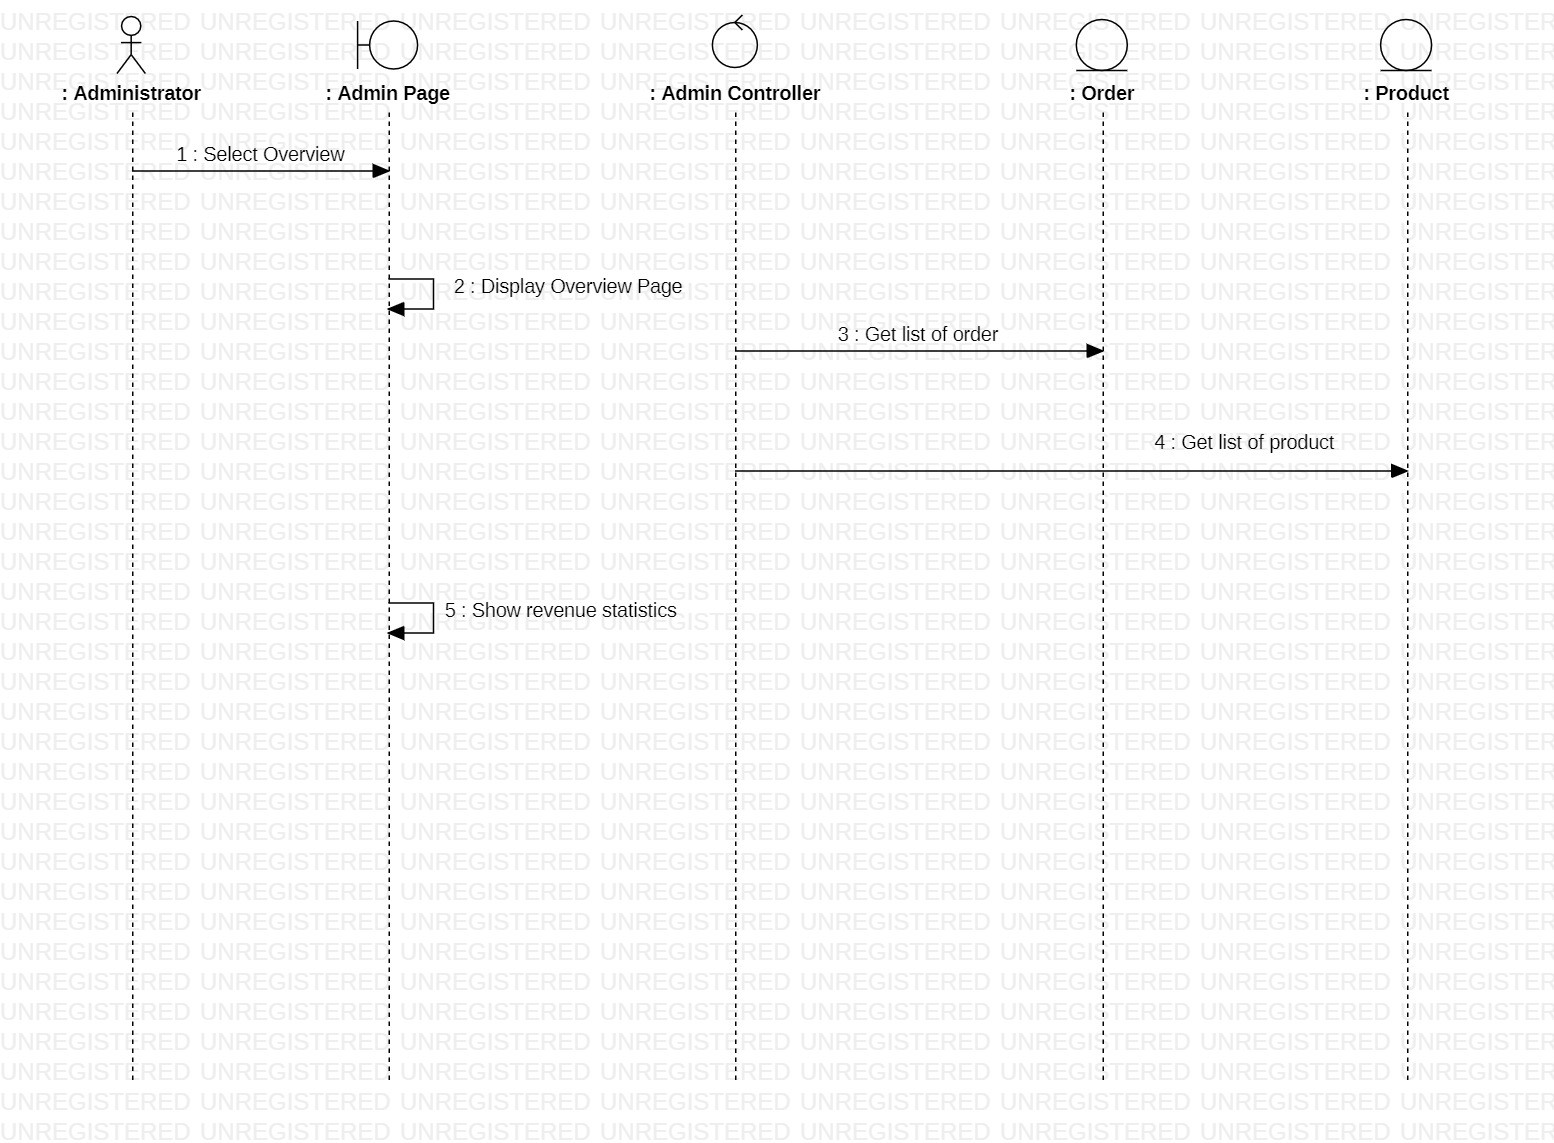 : Administrator : Admin Page : Admin Controller : Order : Product
1 : Select Overview
2 : Display Overview Page
3 : Get list of order
4 : Get list of product
5 : Show revenue statistics
UNREGISTERED